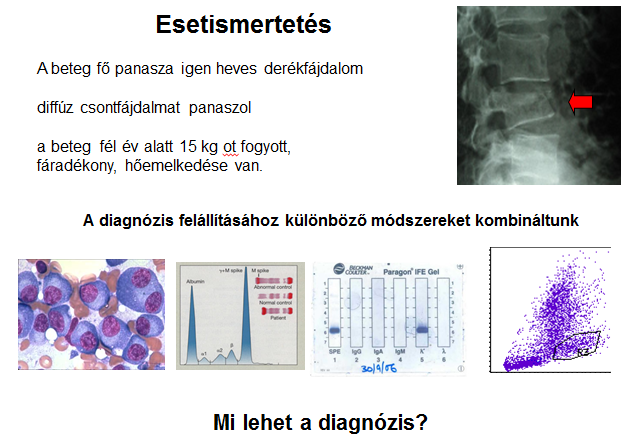 Esetismertetés
A beteg fő panasza igen heves derékfájdalom
diffúz csontfájdalmat panaszol
a beteg fél év alatt 15 kg ot fogyott,
fáradékony, hőemelkedése van.
A diagnózis felállításához különböző módszereket kombináltunk
γ+M spike
M spike
Albumin
Abnormal control
Normal control
Patient
α1
α2
β
BECKMAN COULTER
Paragon® IFE Gel
SPE IgG IgA IgM K λ
1 2 3 4 5 6
30/9/06
R3
Mi lehet a diagnózis?